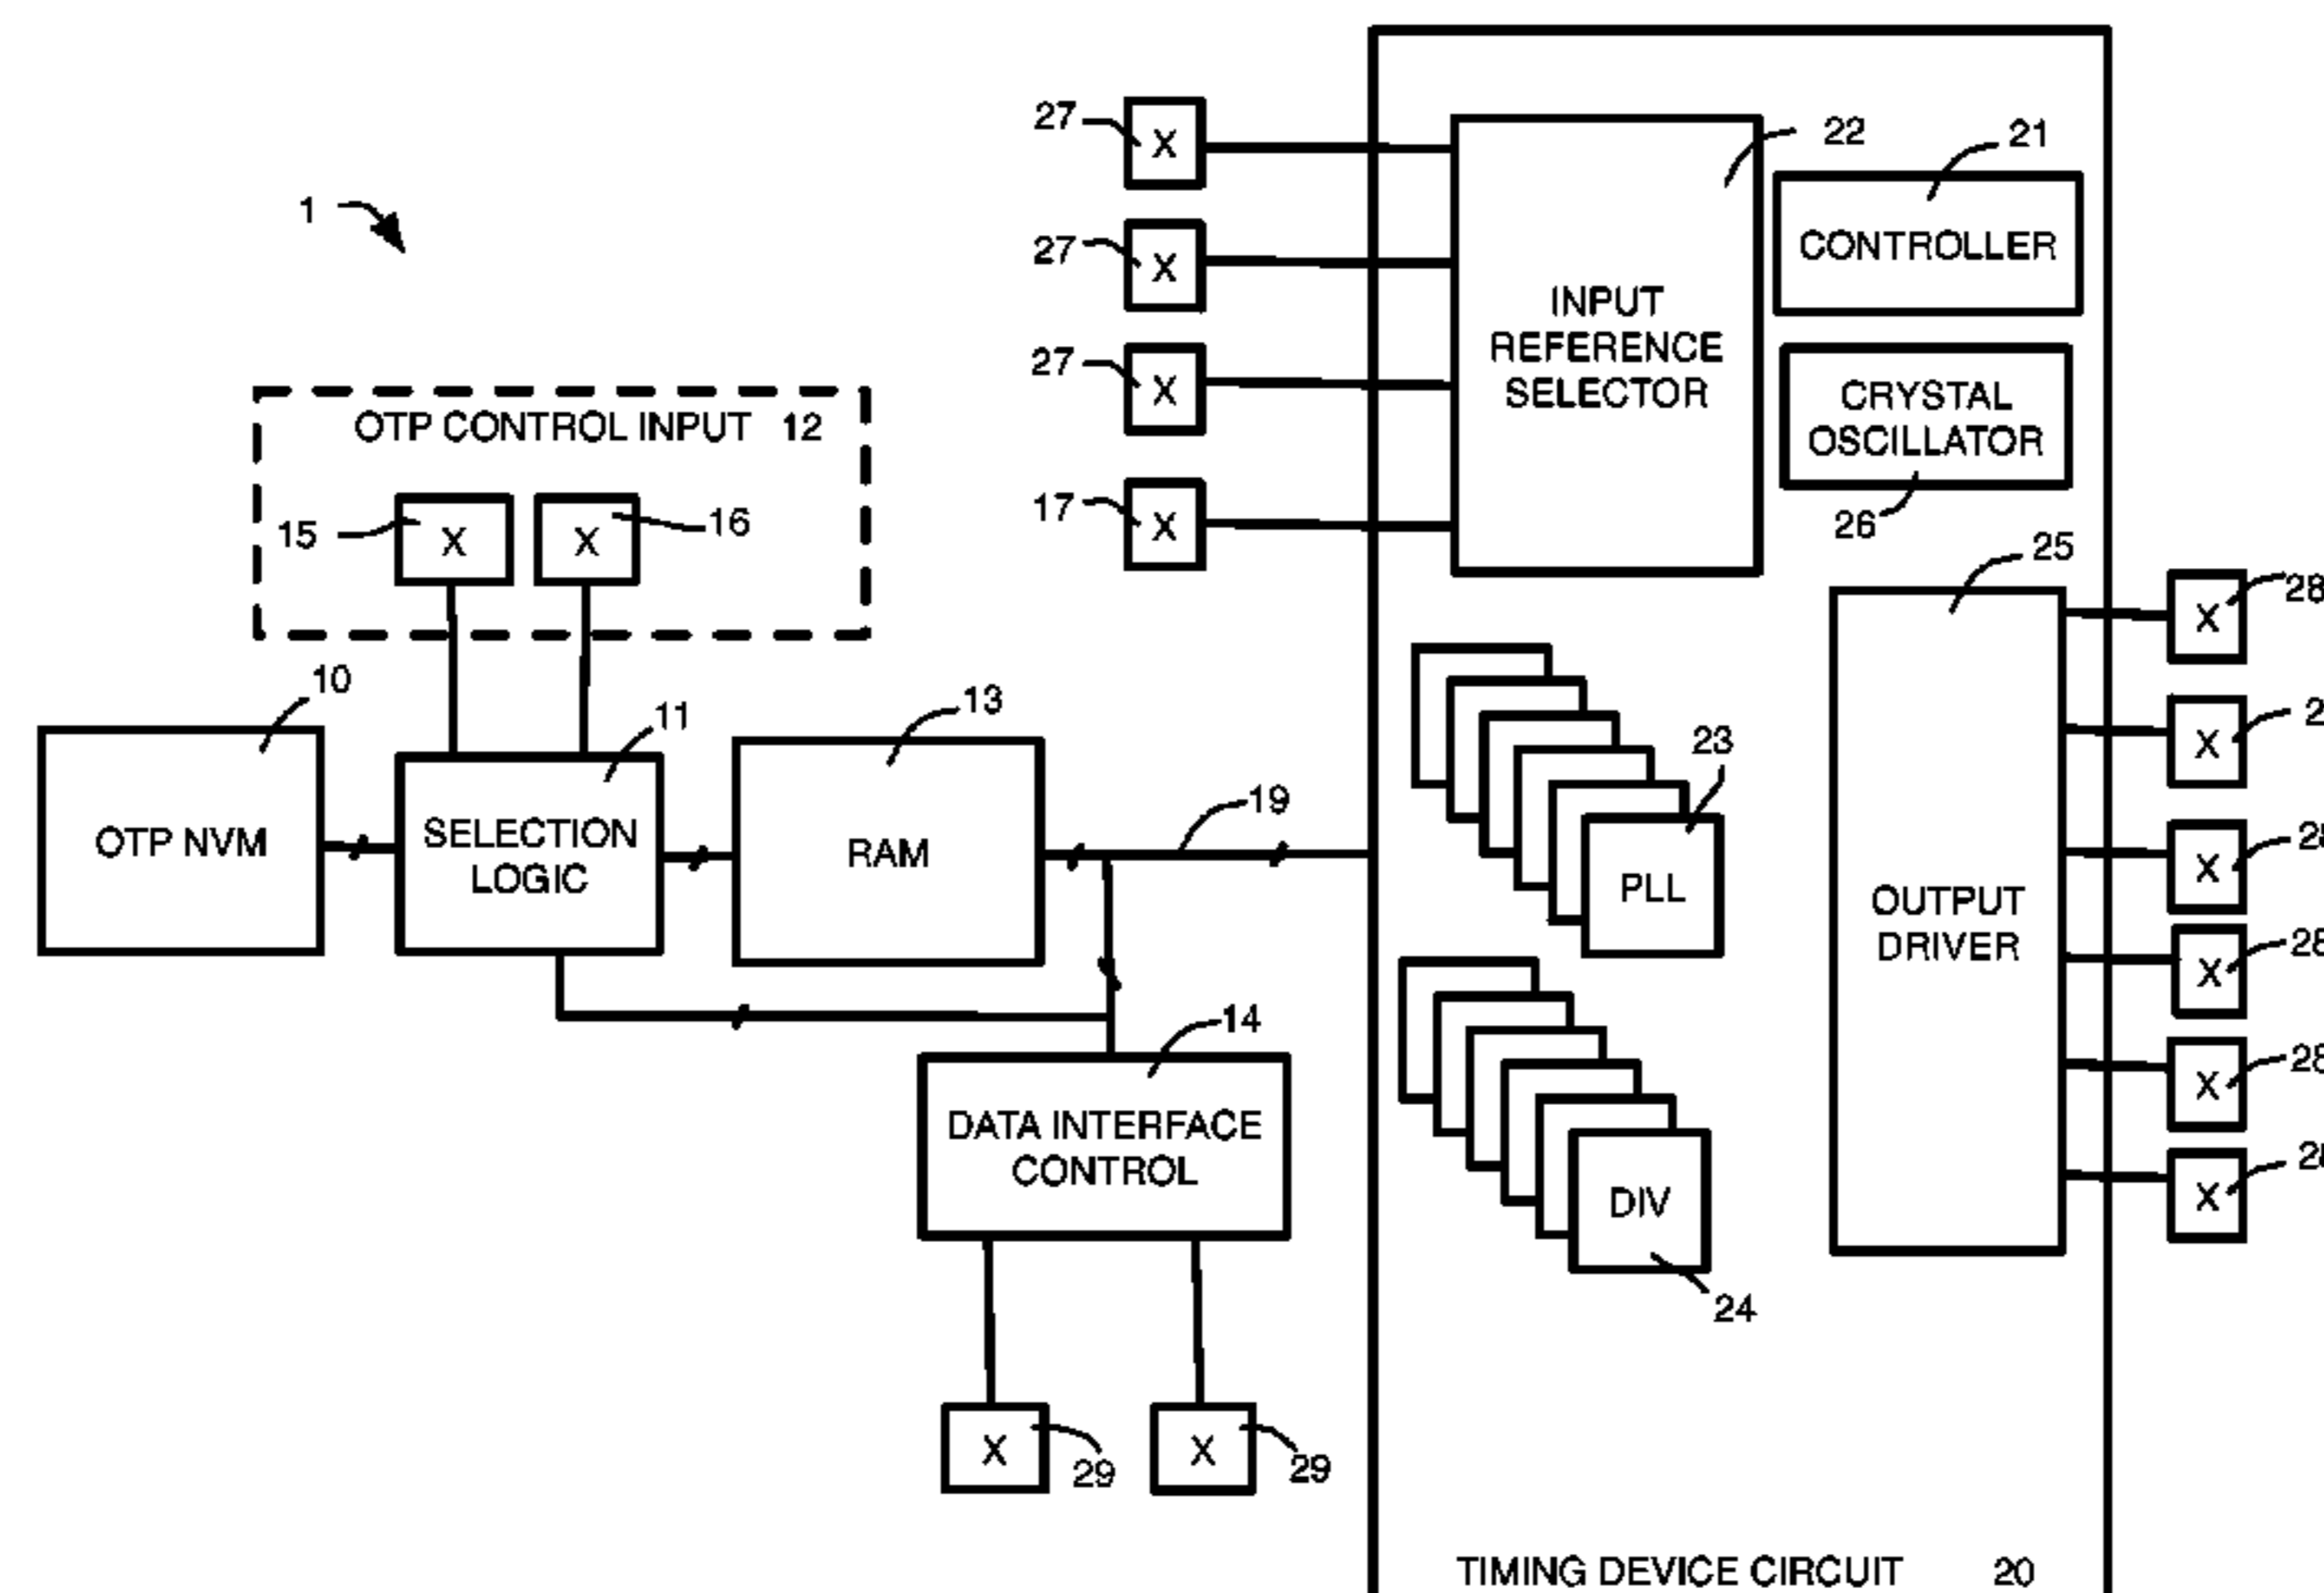 1
27
X
27
X
27
X
17
X
22
INPUT
REFERENCE
SELECTOR
21
CONTROLLER
CRYSTAL
OSCILLATOR
26
OTP CONTROL INPUT 12
15
X
X
16
10
OTP NVM
11
SELECTION
LOGIC
13
RAM
19
14
DATA INTERFACE
CONTROL
X
29
X
29
23
PLL
DIV
24
25
OUTPUT
DRIVER
X
28
X
X
X
X
X
TIMING DEVICE CIRCUIT 20